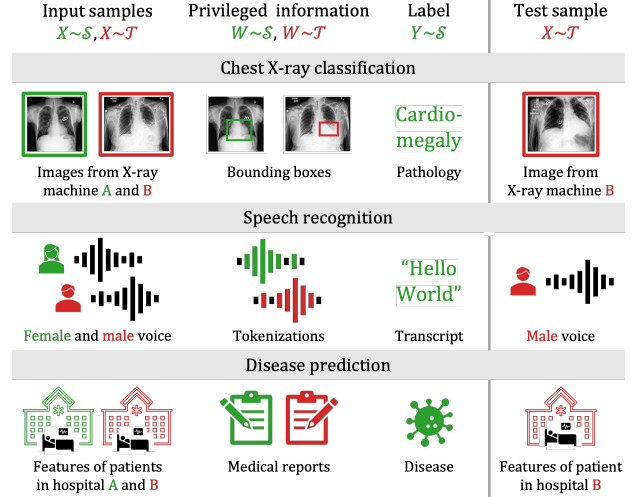 Input samples
X~S, X~T
Privileged information
W~S, W~T
Label
Y~S
Test sample
X~T
Chest X-ray classification
Cardio-
megaly
Images from X-ray
machine A and B
Bounding boxes
Pathology
Image from
X-ray machine B
Speech recognition
“Hello
World”
Female and male voice
Tokenizations
Transcript
Male voice
Disease prediction
Features of patients
in hospital A and B
Medical reports
Disease
Features of patient
in hospital B